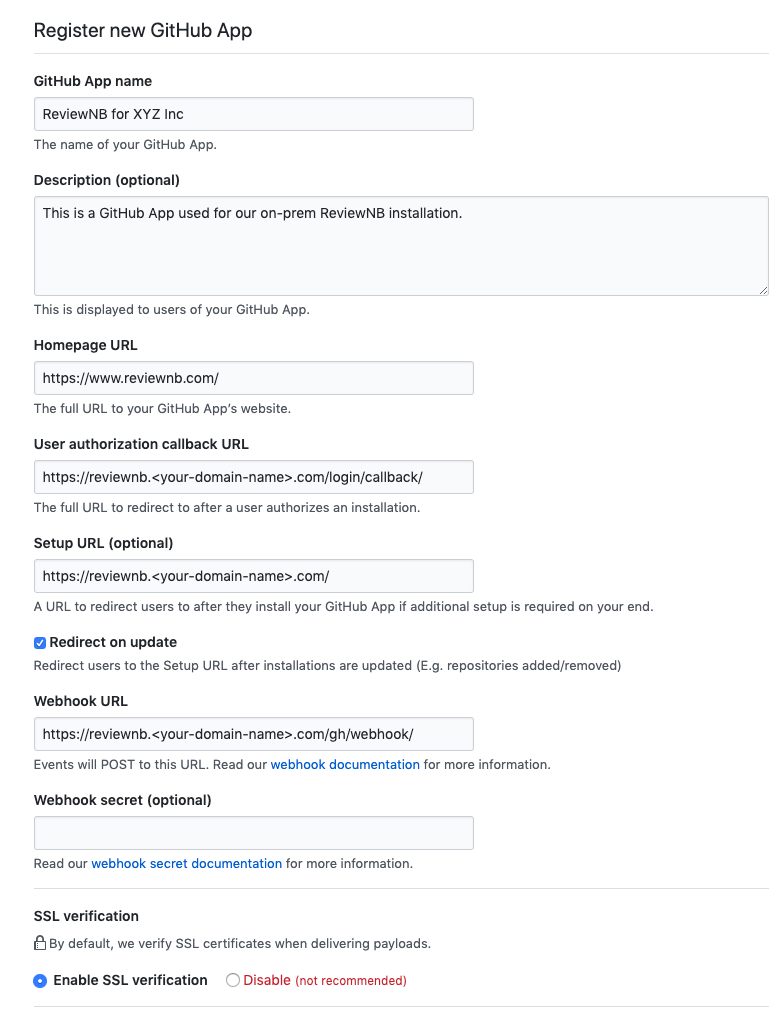 Register new GitHub App
GitHub App name
ReviewNB for XYZ Inc
The name of your GitHub App.
Description (optional)
This is a GitHub App used for our on-prem ReviewNB installation.
This is displayed to users of your GitHub App.
Homepage URL
https://www.reviewnb.com/
The full URL to your GitHub App's website.
User authorization callback URL
https://reviewnb.<your-domain-name>.com/login/callback/
The full URL to redirect to after a user authorizes an installation.
Setup URL (optional)
https://reviewnb.<your-domain-name>.com/
A URL to redirect users to after they install your GitHub App if additional setup is required on your end.
Redirect on update
Redirect users to the Setup URL after installations are updated (E.g. repositories added/removed)
Webhook URL
https://reviewnb.<your-domain-name>.com/gh/webhook/
Events will POST to this URL. Read our webhook documentation for more information.
Webhook secret (optional)
Read our webhook secret documentation for more information.
SSL verification
By default, we verify SSL certificates when delivering payloads.
Enable SSL verification Disable (not recommended)